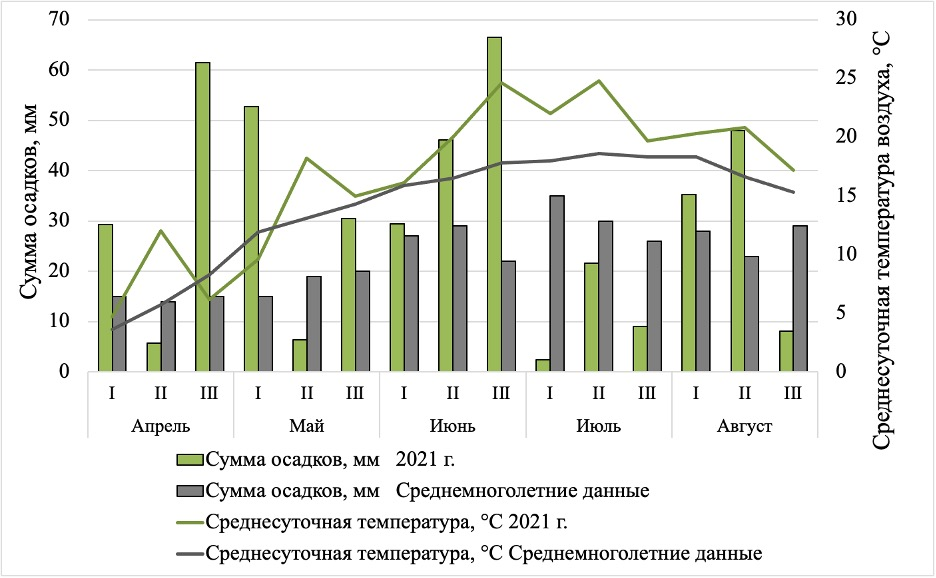 Сумма осадков, мм
70
60
50
40
30
20
10
0
30
25
20
15
10
5
0
Среднесуточная температура воздуха, °С
I II III I II III I II III I II III I II III
Апрель Май Июнь Июль Август
Сумма осадков, мм 2021 г.
Сумма осадков, мм Среднемноголетние данные
Среднесуточная температура, °С 2021 г.
Среднесуточная температура, °С Среднемноголетние данные